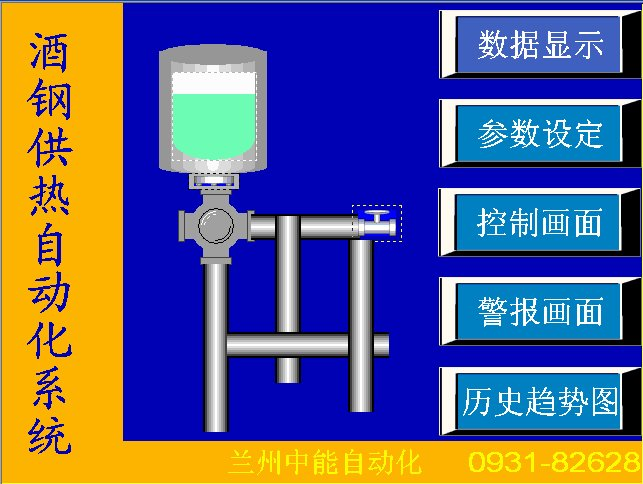 酒钢供热自动化系统
数据显示
参数设定
控制画面
警报画面
历史趋势图
兰州中能自动化 0931-82628